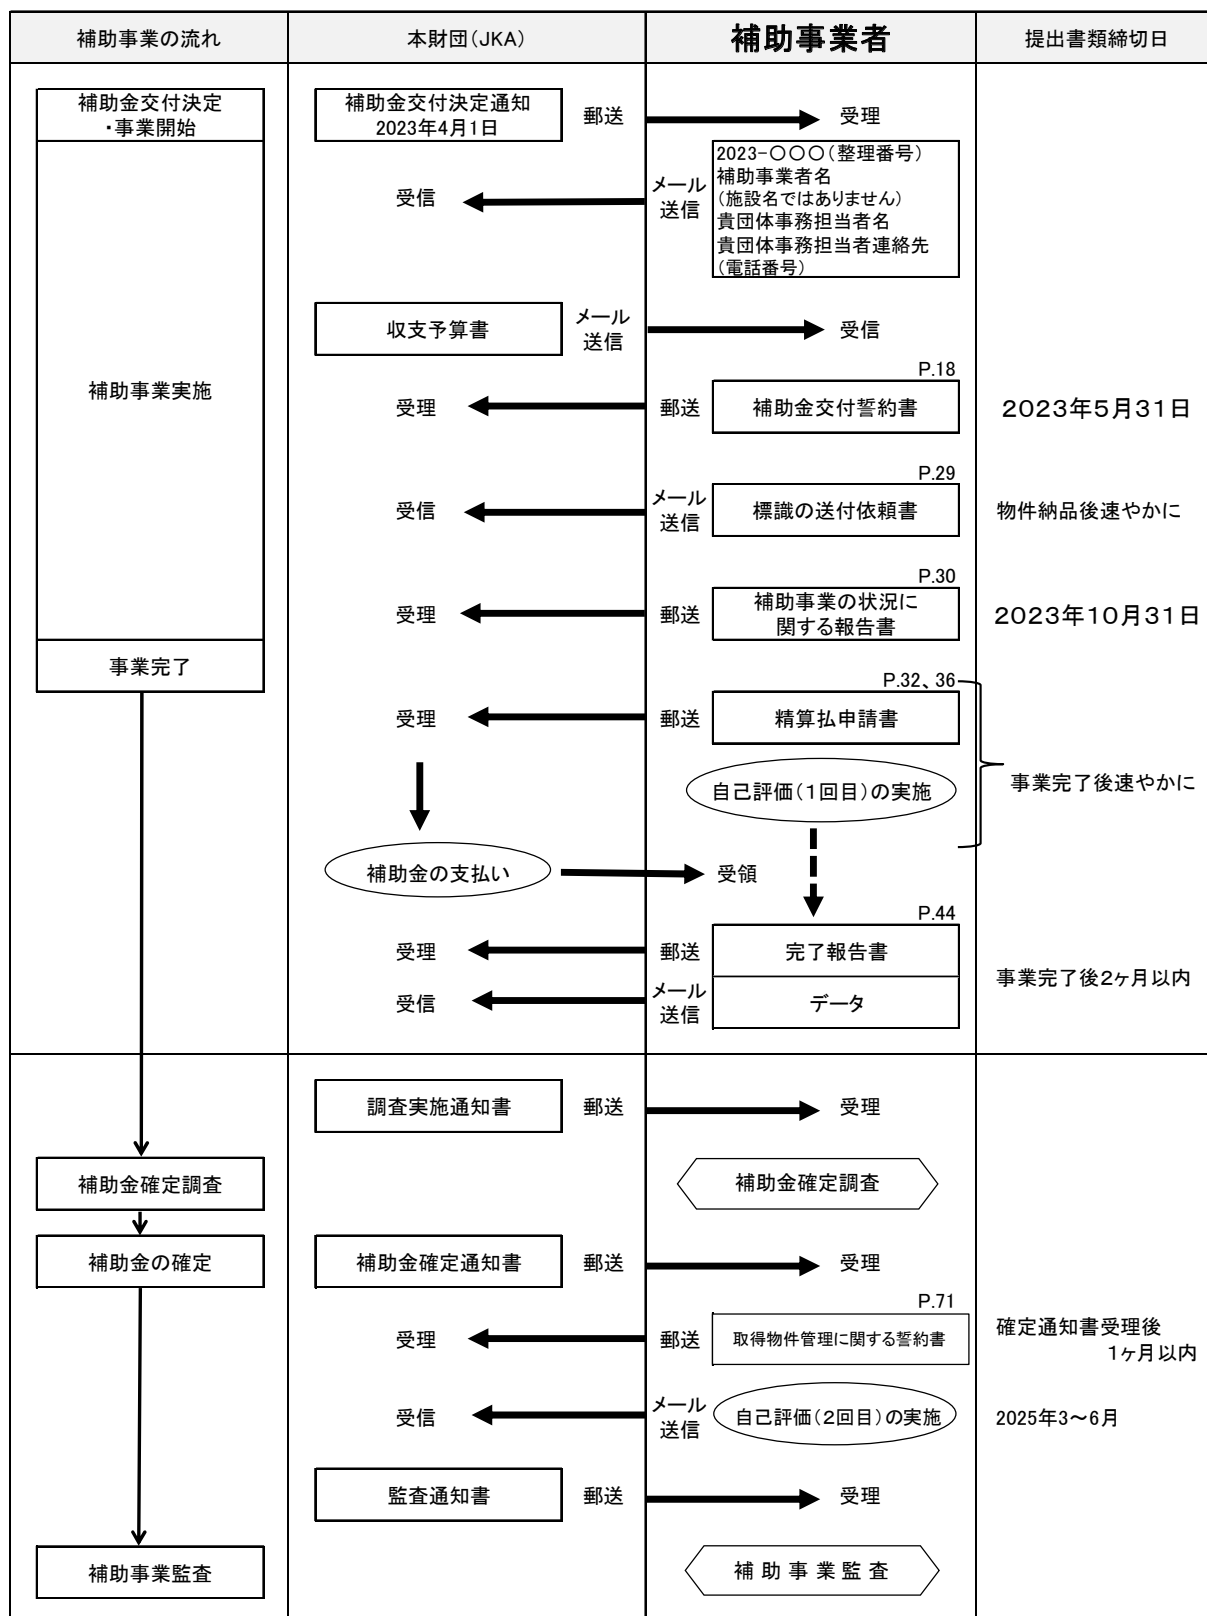 補助事業の流れ
本財団（JKA）
補助事業者
提出書類締切日
補助金交付決定
・事業開始
補助金交付決定通知
2023年4月1日
郵送
受理
2023-〇〇〇（整理番号）
補助事業者名
（施設名ではありません）
貴団体事務担当者名
貴団体事務担当者連絡先
（電話番号）
メール
送信
受信
収支予算書
メール
送信
受信
補助事業実施
P.18
受理
郵送
補助金交付誓約書
2023年5月31日
P.29
受信
メール
送信
標識の送付依頼書
物件納品後速やかに
P.30
受理
郵送
補助事業の状況に
関する報告書
2023年10月31日
事業完了
P.32、36
受理
郵送
精算払申請書
自己評価（1回目）の実施
事業完了後速やかに
補助金の支払い
受領
P.44
受理
郵送
完了報告書
受信
メール
送信
データ
事業完了後2ヶ月以内
調査実施通知書
郵送
受理
補助金確定調査
補助金確定調査
補助金の確定
補助金確定通知書
郵送
受理
P.71
受理
郵送
取得物件管理に関する誓約書
確定通知書受理後
1ヶ月以内
受信
メール
送信
自己評価（2回目）の実施
2025年3～6月
監査通知書
郵送
受理
補助事業監査
補助事業監査